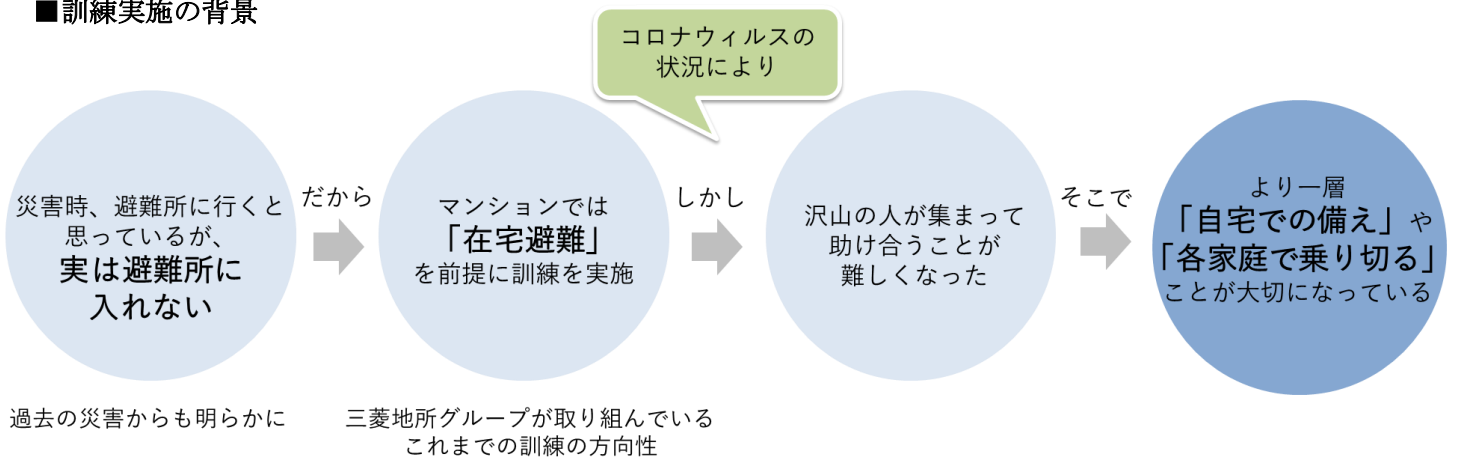 ■訓練実施の背景
コロナウィルスの
状況により
災害時、避難所に行くと
思っているが、
実は避難所に
入れない
だから
マンションでは
「在宅避難」
を前提に訓練を実施
しかし
沢山の人が集まって
助け合うことが
難しくなった
そこで
より一層
「自宅での備え」や
「各家庭で乗り切る」
ことが大切になっている
過去の災害からも明らかに
三菱地所グループが取り組んでいる
これまでの訓練の方向性